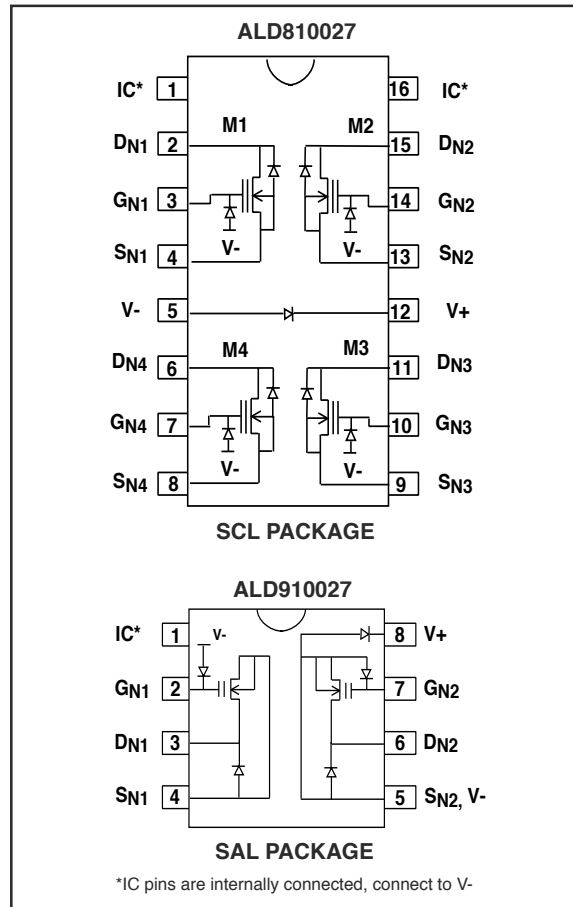 ALD810027
IC* 1 16 IC*
M1 M2
DN1 2 15 DN2
GN1 3 14 GN2
V- V-
SN1 4 13 SN2
V- 5 12 V+
M4 M3
DN4 6 11 DN3
GN4 7 10 GN3
V- V-
SN4 8 9 SN3
SCL PACKAGE
ALD910027
IC* 1 V- 8 V+
GN1 2 7 GN2
DN1 3 6 DN2
SN1 4 5 SN2, V-
SAL PACKAGE
*IC pins are internally connected, connect to V-